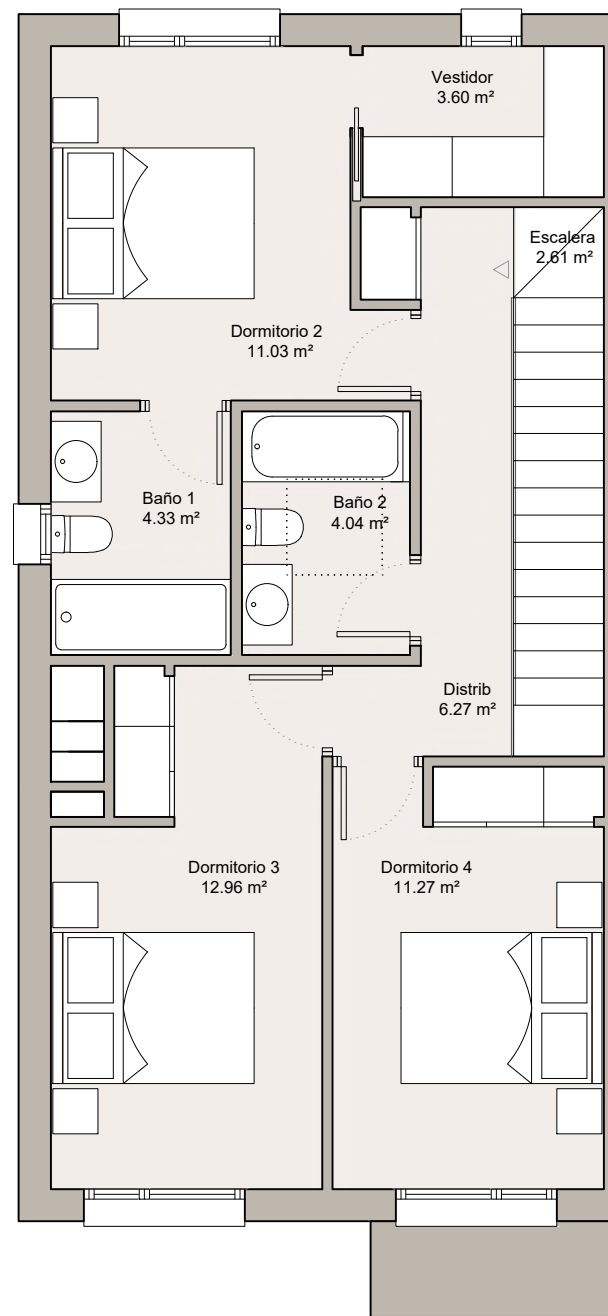 Vestidor
3.60 m²
Escalera
2.61 m²
Dormitorio 2
11.03 m²
Baño 1
4.33 m²
Baño 2
4.04 m²
Distrib
6.27 m²
Dormitorio 3
12.96 m²
Dormitorio 4
11.27 m²